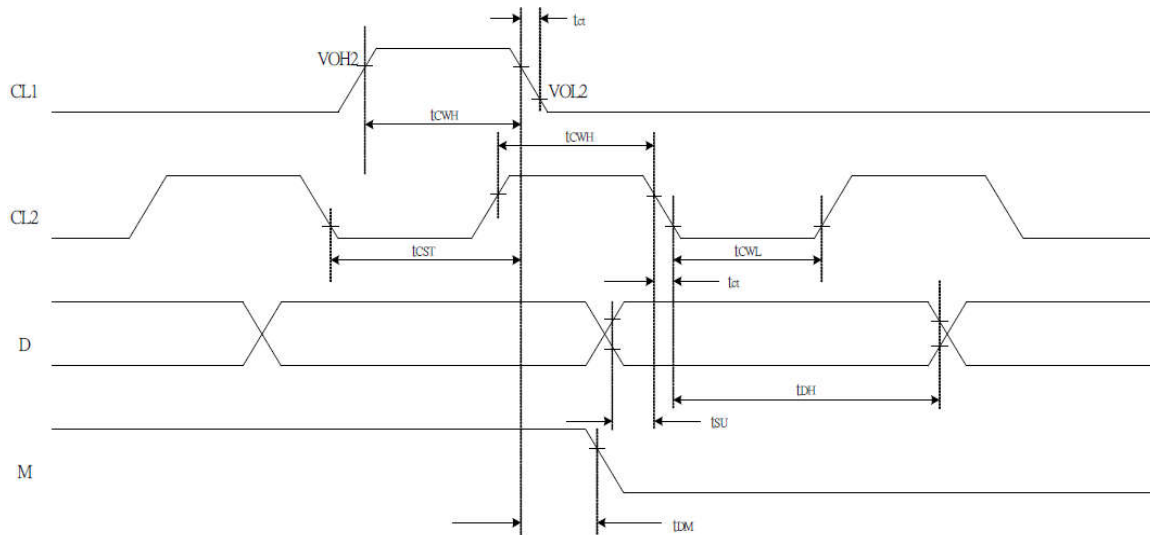 tct
VOH2
CL1
VOL2
tCWH
tCWH
CL2
tCST
tCWL
tct
D
tDH
tSU
M
tDM